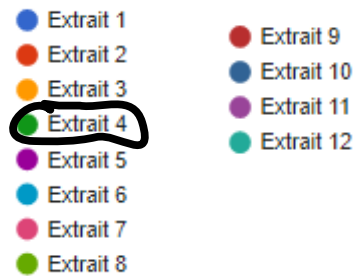 Extrait 1
Extrait 2
Extrait 3
Extrait 4
Extrait 5
Extrait 6
Extrait 7
Extrait 8
Extrait 9
Extrait 10
Extrait 11
Extrait 12